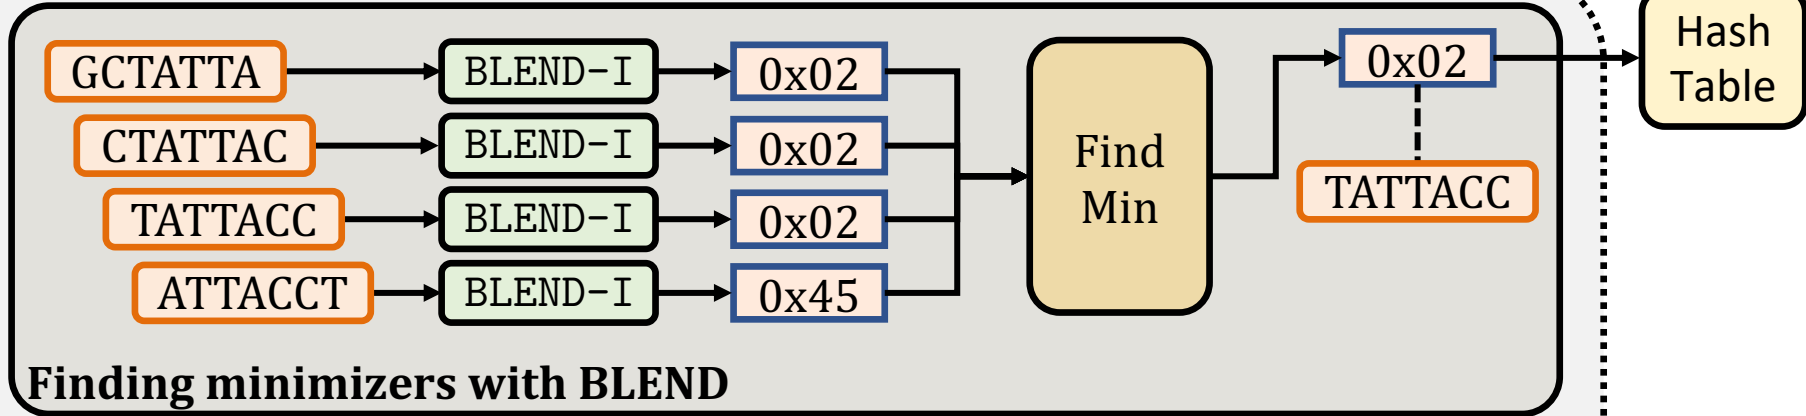 GCTATTA
BLEND-I
0x02
CTATTAC
BLEND-I
0x02
TATTACC
BLEND-I
0x02
ATTACCT
BLEND-I
0x45
Find
Min
0x02
TATTACC
Hash
Table
Finding minimizers with BLEND